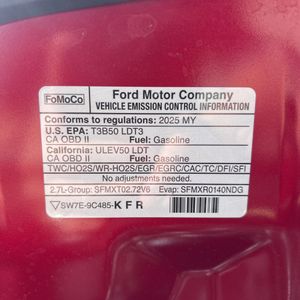 FoMoCo
Ford Motor Company
VEHICLE EMISSION CONTROL INFORMATION
Conforms to regulations: 2025 MY
U.S. EPA: T3B50 LDT3
CA OBD II Fuel: Gasoline
California: ULEV50 LDT
CA OBD II Fuel: Gasoline
TWC/HO2S/WR-HO2S/EGR/EGRC/CAC/TC/DFI/SFI
No adjustments needed.
2.7L-Group: SFMXT02.72V6 Evap: SFMXR0140NDG
SW7E-9C485-KFR